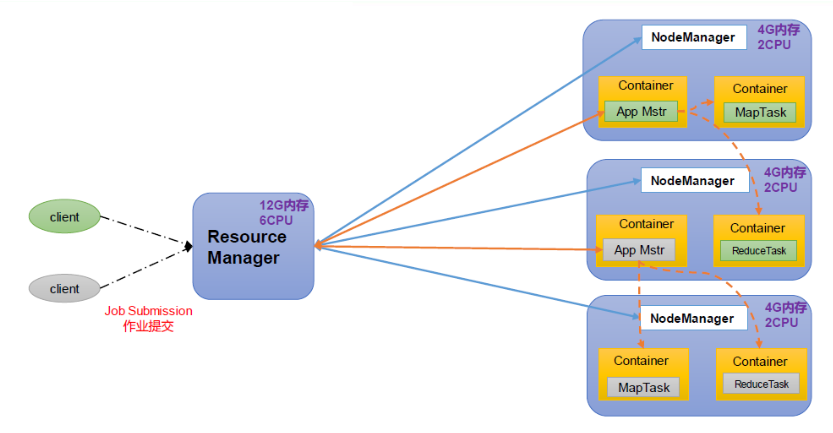 client
client
Job Submission
作业提交
12G内存
6CPU
Resource
Manager
NodeManager
4G内存
2CPU
Container
App Mstr
Container
MapTask
NodeManager
4G内存
2CPU
Container
App Mstr
Container
ReduceTask
NodeManager
4G内存
2CPU
Container
MapTask
Container
ReduceTask